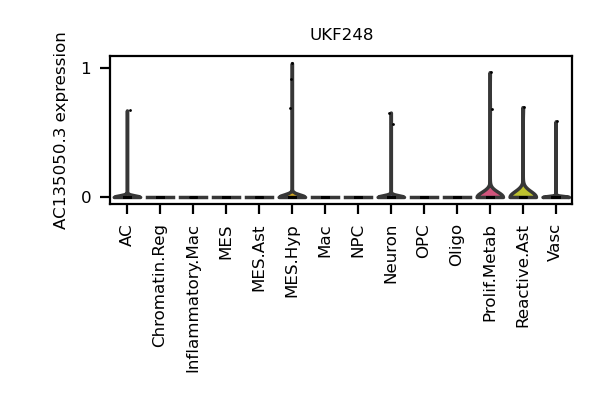 UKF248
AC135050.3 expression
1
0
AC
Chromatin.Reg
Inflammatory.Mac
MES
MES.Ast
MES.Hyp
Mac
NPC
Neuron
OPC
Oligo
Prolif.Metab
Reactive.Ast
Vasc